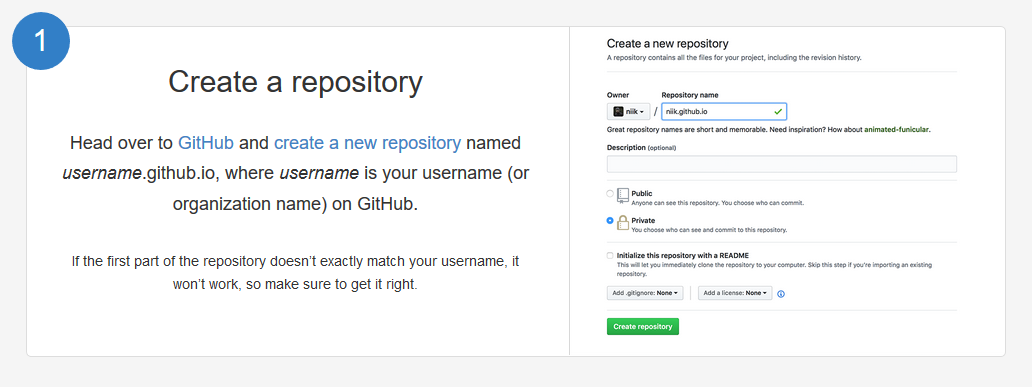 1
Create a repository
Head over to GitHub and create a new repository named
username.github.io, where username is your username (or
organization name) on GitHub.
If the first part of the repository doesn’t exactly match your username, it
won’t work, so make sure to get it right.
Create a new repository
A repository contains all the files for your project, including the revision history.
Owner Repository name
niik / niik.github.io
Great repository names are short and memorable. Need inspiration? How about animated-funicular.
Description (optional)
Public
Anyone can see this repository. You choose who can commit.
Private
You choose who can see and commit to this repository.
Initialize this repository with a README
This will let you immediately clone the repository to your computer. Skip this step if you're importing an existing
repository.
Add .gitignore: None Add a license: None
Create repository